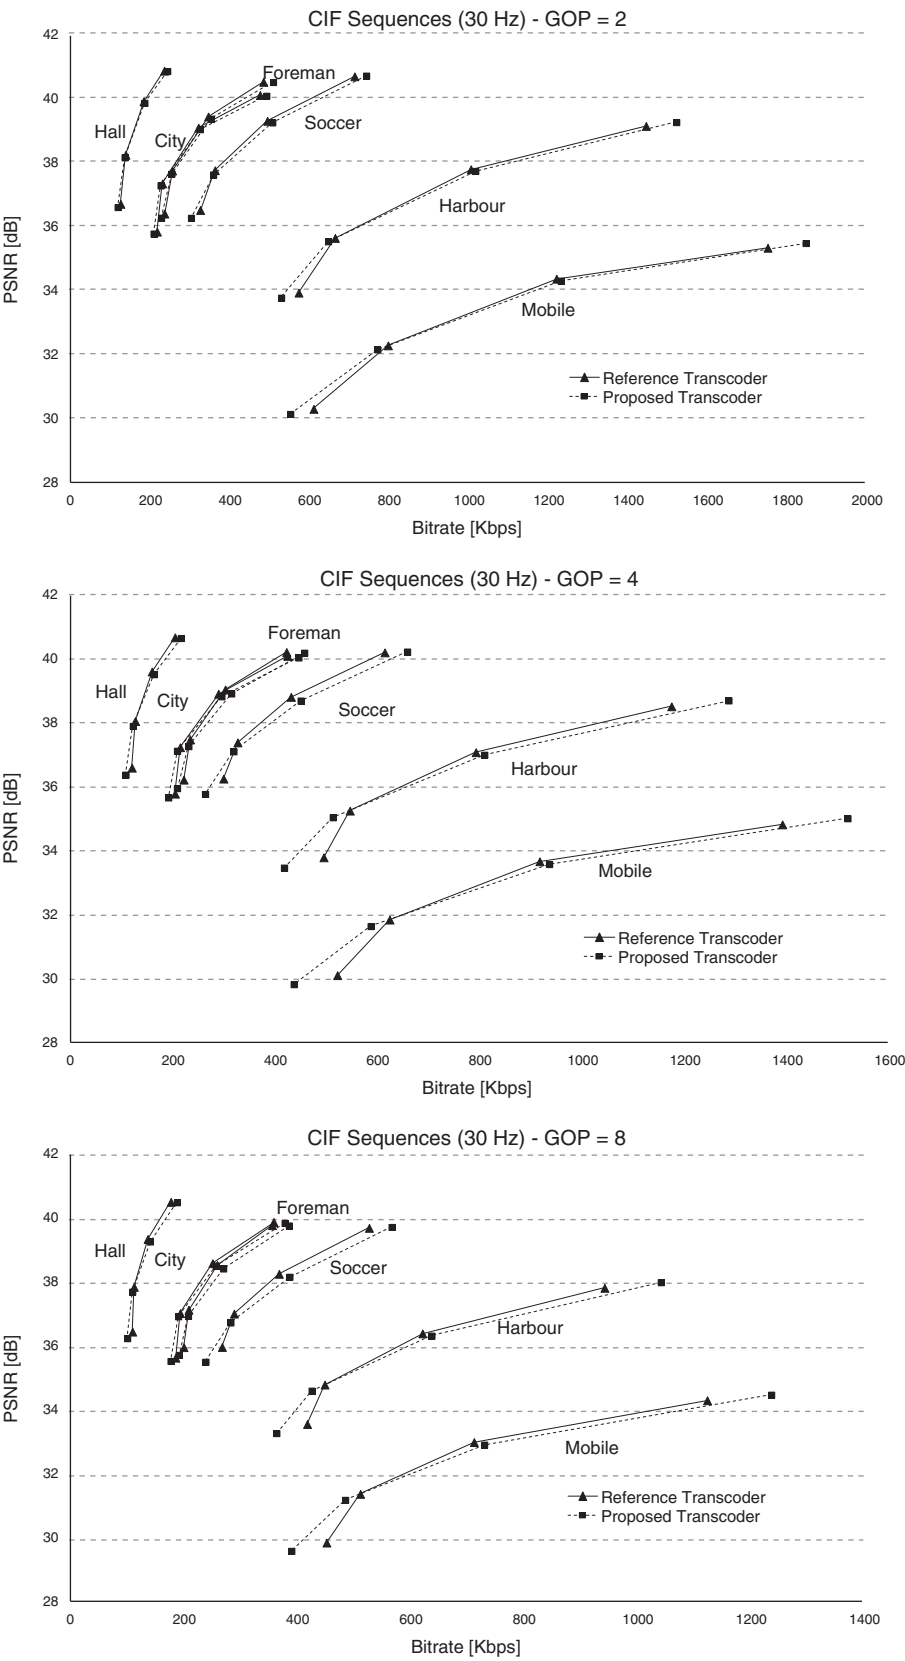 CIF Sequences (30 Hz) - GOP = 2
42
40
38
36
34
32
30
28
PSNR [dB]
Foreman
Hall
City
Soccer
Harbour
Mobile
Reference Transcoder
Proposed Transcoder
0 200 400 600 800 1000 1200 1400 1600 1800 2000
Bitrate [Kbps]
CIF Sequences (30 Hz) - GOP = 4
42
40
38
36
34
32
30
28
PSNR [dB]
Foreman
Hall
City
Soccer
Harbour
Mobile
Reference Transcoder
Proposed Transcoder
0 200 400 600 800 1000 1200 1400 1600
Bitrate [Kbps]
CIF Sequences (30 Hz) - GOP = 8
42
40
38
36
34
32
30
28
PSNR [dB]
Foreman
Hall
City
Soccer
Harbour
Mobile
Reference Transcoder
Proposed Transcoder
0 200 400 600 800 1000 1200 1400
Bitrate [Kbps]